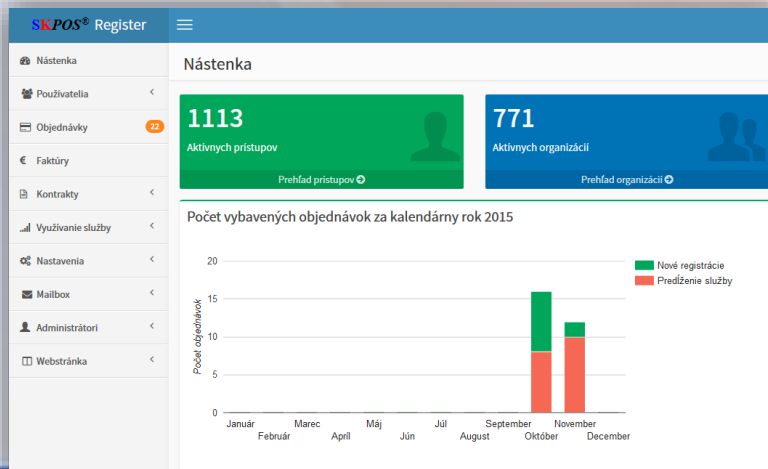 SKPOS® Register
Nástenka
Používatelia
Objednávky 22
Faktúry
Kontrakty
Využívanie služby
Nastavenia
Mailbox
Administrátori
Webstránka
Nástenka
1113
Aktívnych prístupov
Prehľad prístupov
771
Aktívnych organizácií
Prehľad organizácií
Počet vybavených objednávok za kalendárny rok 2015
Počet objednávok
20
15
10
5
0
Január
Február
Marec
Apríl
Máj
Jún
Júl
August
September
Október
November
December
Nové registrácie
Predĺženie služby